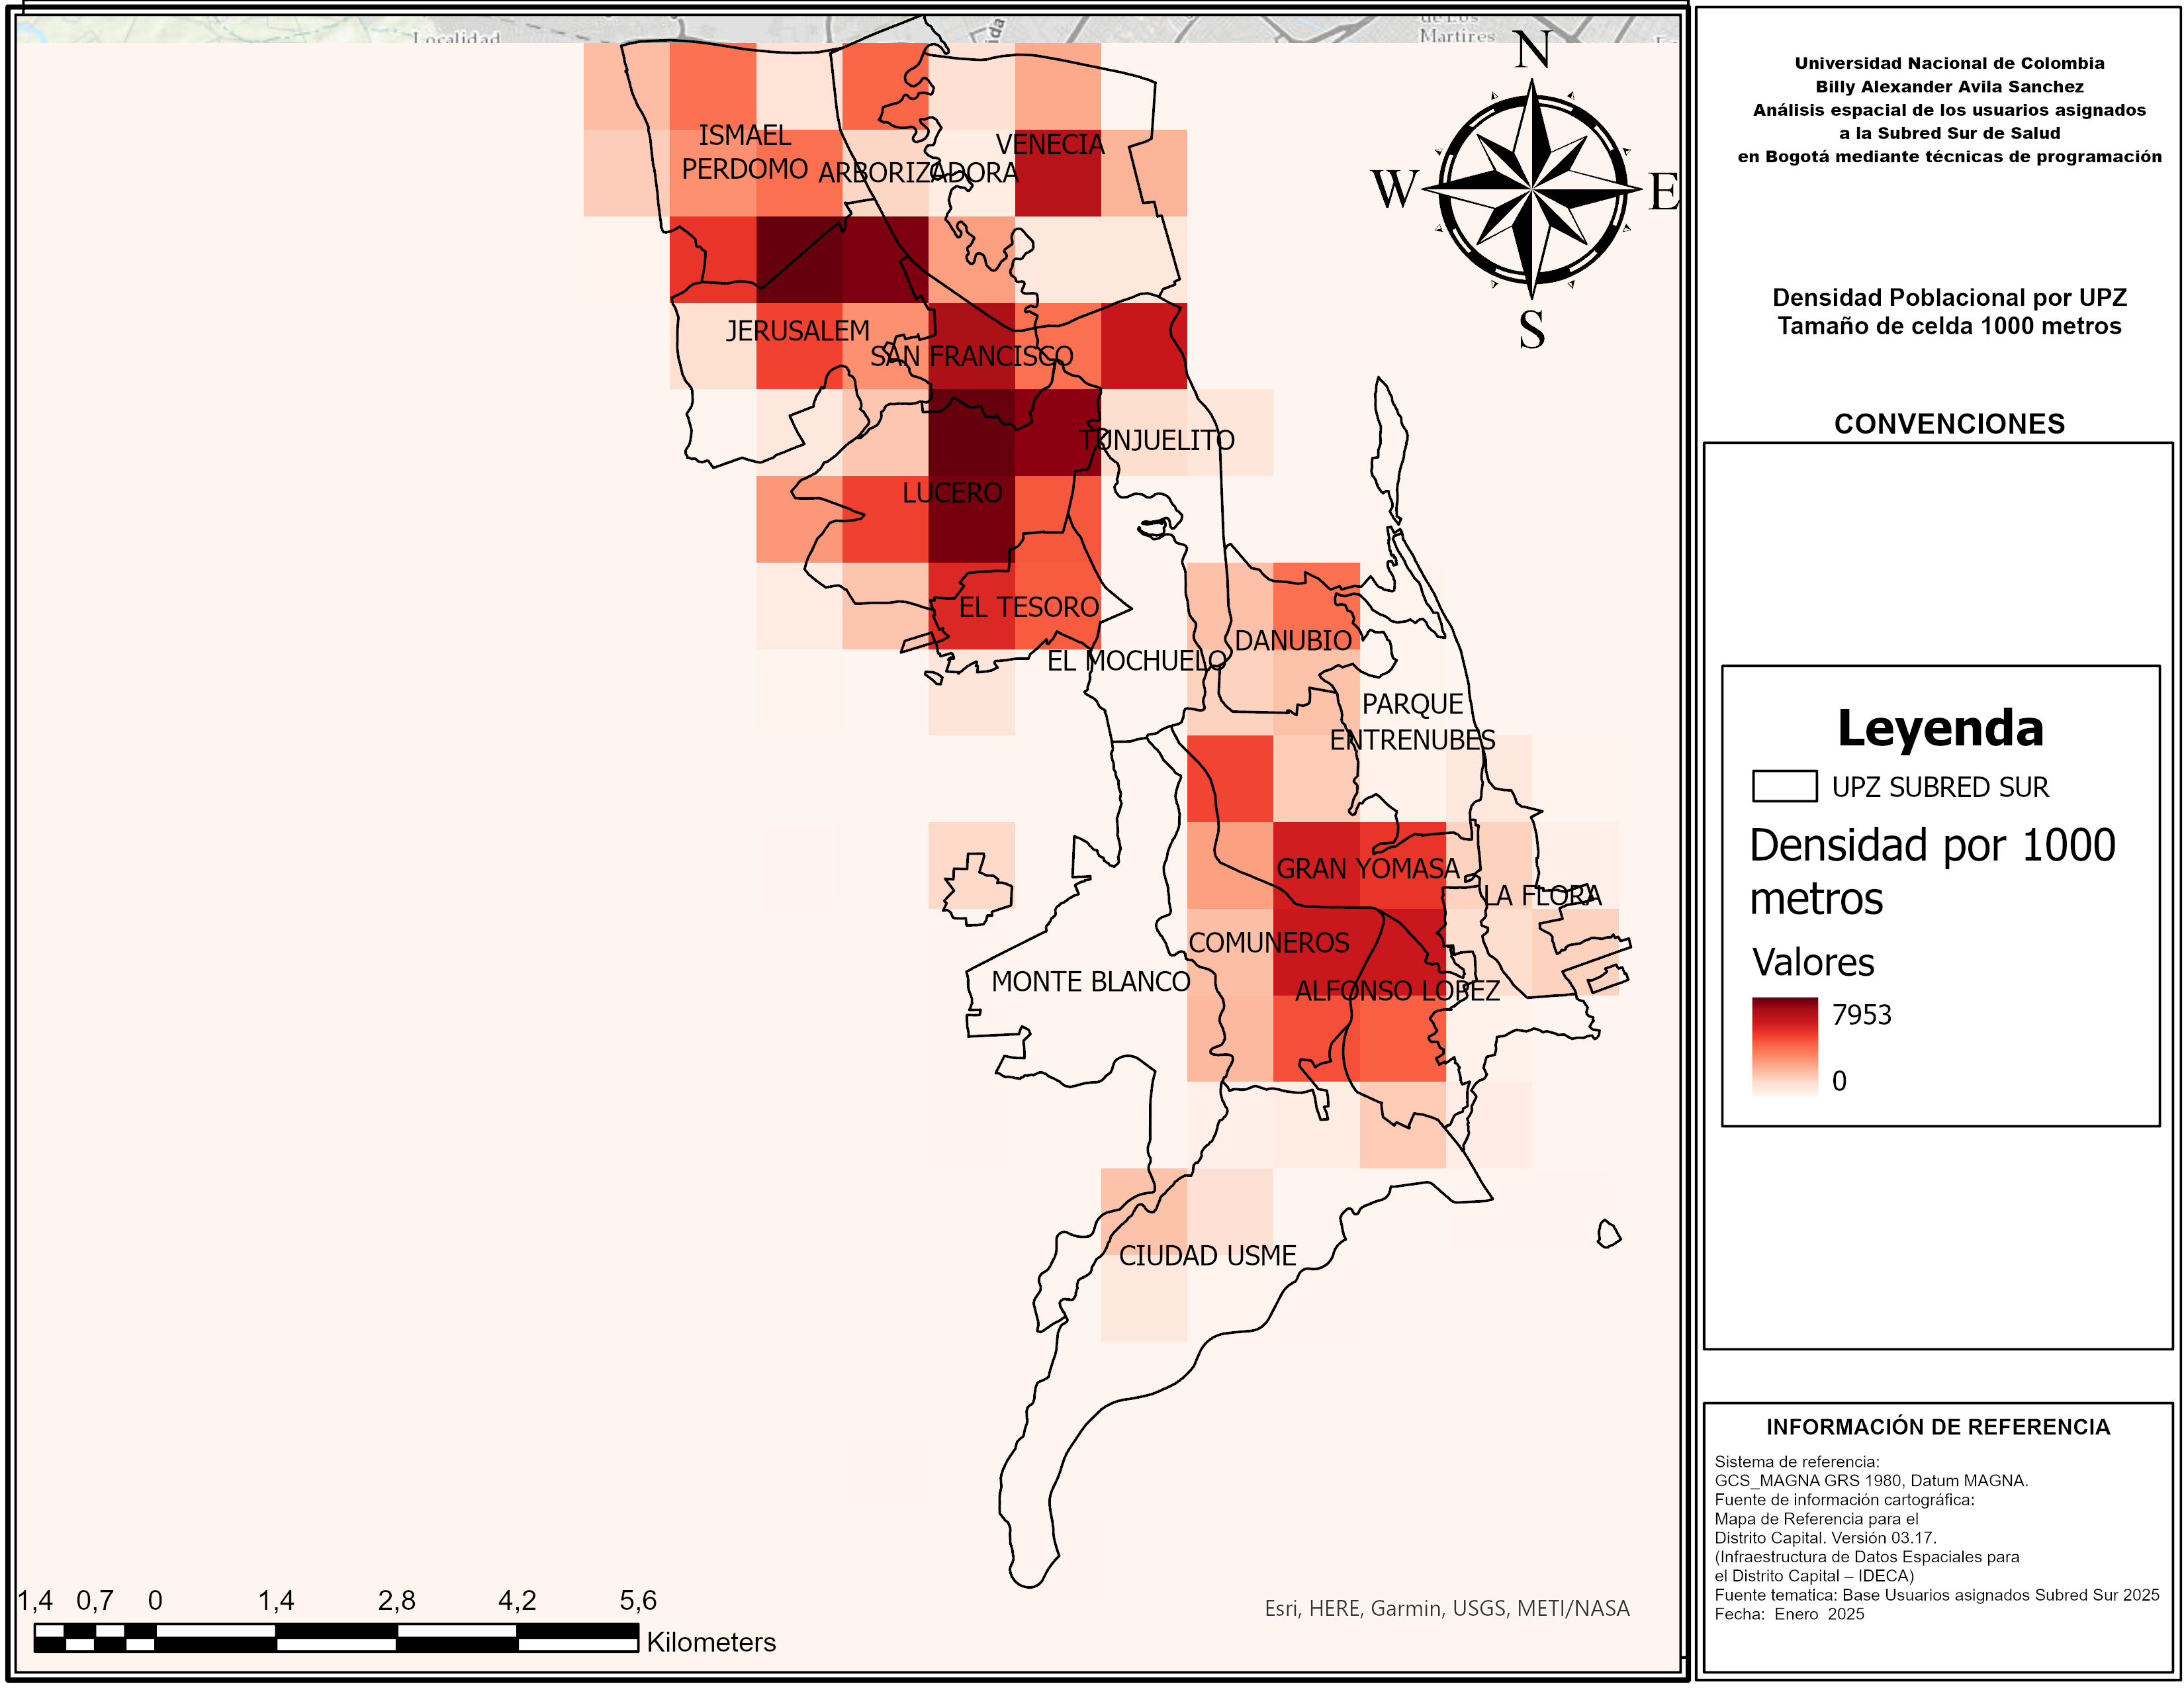 Localidad
Martires
N
W
E
S
ISMAEL
PERDOMO
ARBORIZADORA
VENECIA
JERUSALEM
SAN FRANCISCO
TUNJUELITO
LUCERO
EL TESORO
DANUBIO
EL MOCHUELO
PARQUE
ENTRENUBES
GRAN YOMASA
LA FLORA
COMUNEROS
MONTE BLANCO
ALFONSO LOPEZ
CIUDAD USME
1,4 0,7 0 1,4 2,8 4,2 5,6
Kilometers
Esri, HERE, Garmin, USGS, METI/NASA
Universidad Nacional de Colombia
Billy Alexander Avila Sanchez
Análisis espacial de los usuarios asignados
a la Subred Sur de Salud
en Bogotá mediante técnicas de programación
Densidad Poblacional por UPZ
Tamaño de celda 1000 metros
CONVENCIONES
Leyenda
UPZ SUBRED SUR
Densidad por 1000
metros
Valores
7953
0
INFORMACIÓN DE REFERENCIA
Sistema de referencia:
GCS_MAGNA GRS 1980, Datum MAGNA.
Fuente de información cartográfica:
Mapa de Referencia para el
Distrito Capital. Versión 03.17.
(Infraestructura de Datos Espaciales para
el Distrito Capital – IDECA)
Fuente tematica: Base Usuarios asignados Subred Sur 2025
Fecha: Enero 2025